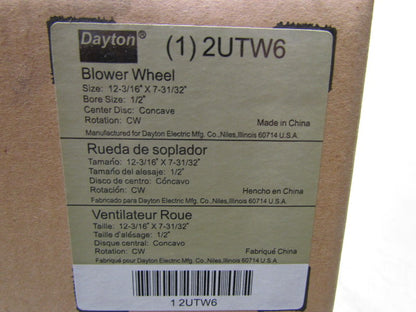 Dayton® (1) 2UTW6
Blower Wheel
Size: 12-3/16" X 7-31/32"
Bore Size: 1/2"
Center Disc: Concave
Rotation: CW Made in China
Manufactured for Dayton Electric Mfg. Co.,Niles,Illinois 60714 U.S.A.
Rueda de soplador
Tamaño: 12-3/16" X 7-31/32"
Tamaño del alesaje: 1/2"
Disco de centro: Cóncavo
Rotación: CW Hencho en China
Fabricado para Dayton Electric Mfg. Co.,Niles,Illinois 60714 U.S.A.
Ventilateur Roue
Taille: 12-3/16" X 7-31/32"
Taille d'alésage: 1/2"
Disque central: Concavo
Rotation: CW Fabriqué China
Fabriqué pour Dayton Electric Mfg. Co.,Niles,Illinois 60714 U.S.A.
1 2UTW6